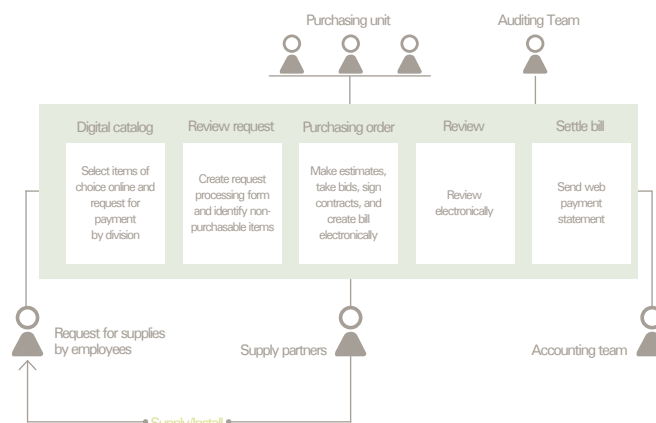 Purchasing unit
Auditing Team
Digital catalog
Review request
Purchasing order
Review
Settle bill
Select items of
choice online and
request for
payment
by division
Create request
processing form
and identify non-
purchasable items
Make estimates,
take bids, sign
contracts, and
create bill
electronically
Review
electronically
Send web
payment
statement
Request for supplies
by employees
Supply partners
Accounting team
Supply/Install